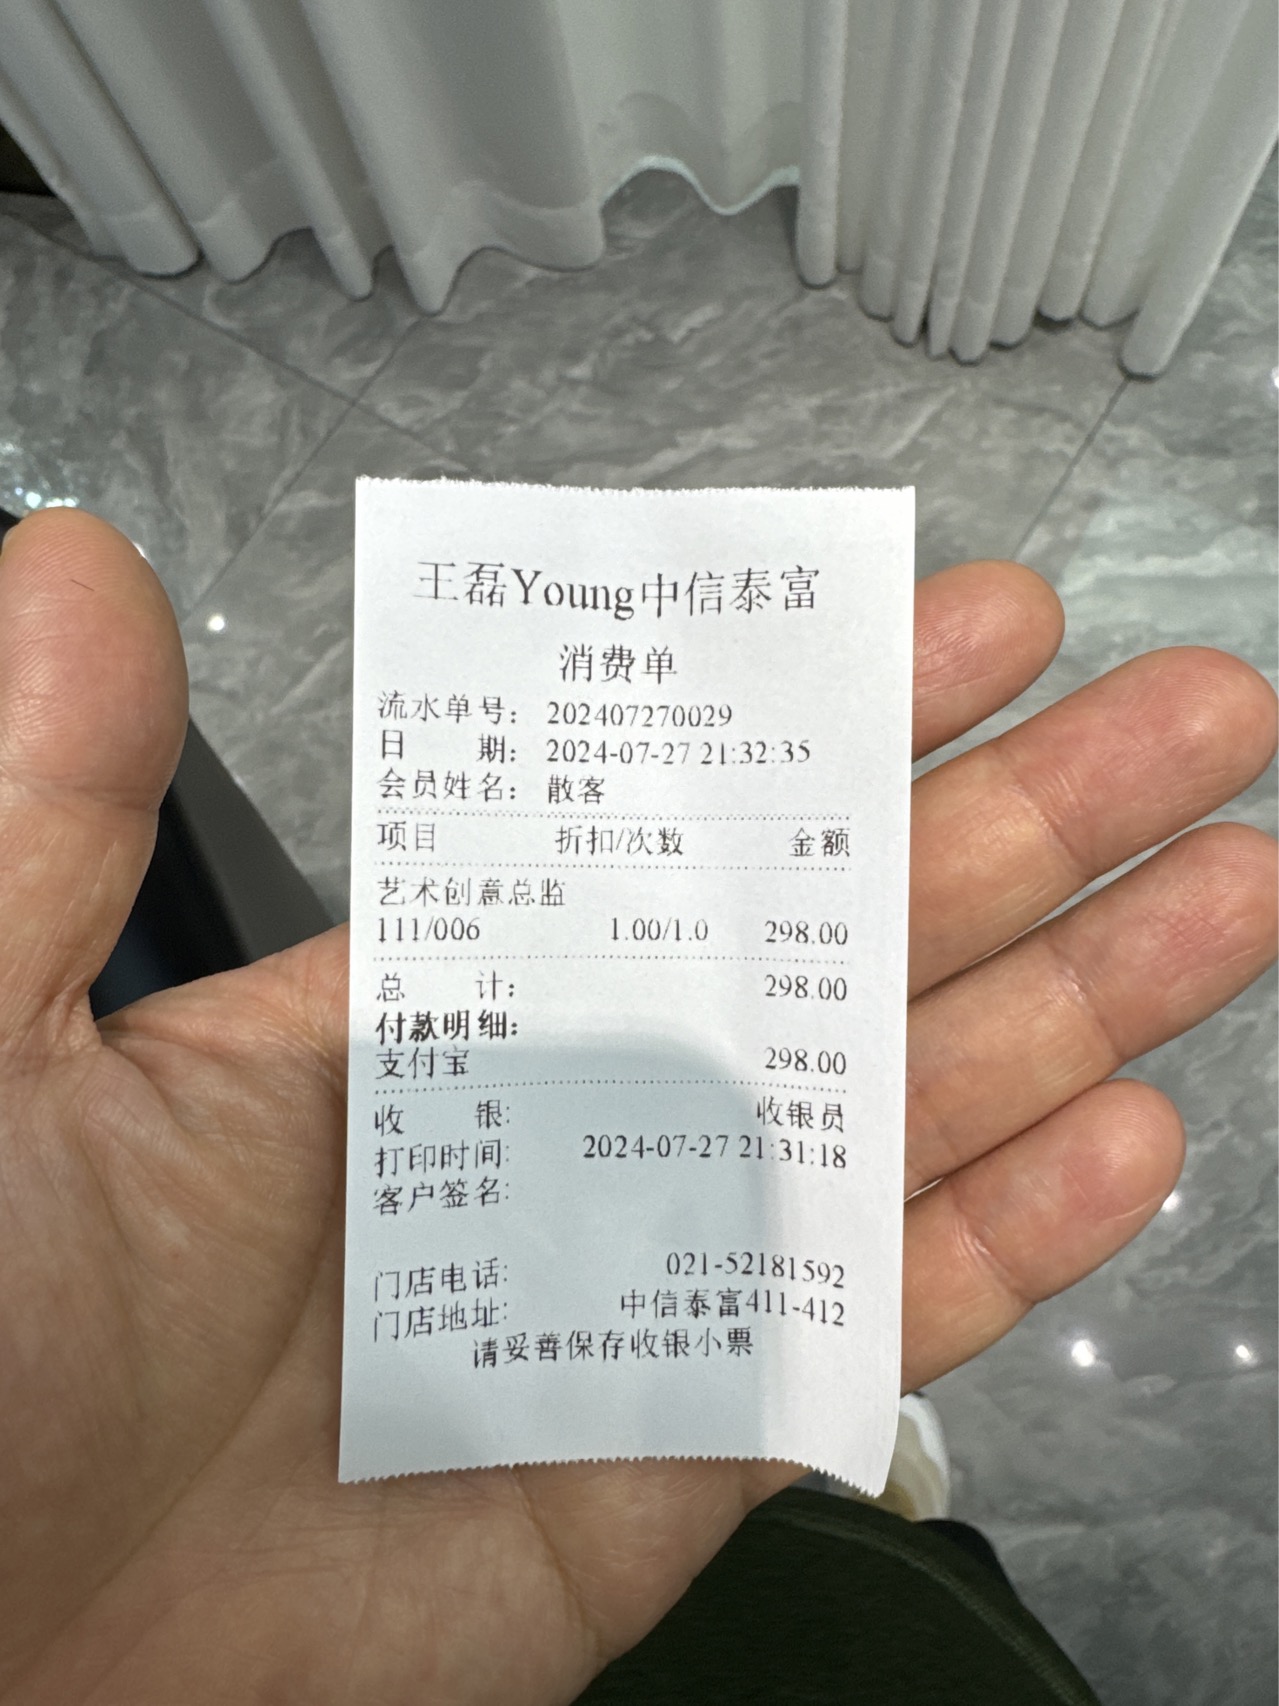 王磊Young中信泰富
消费单
流水单号： 202407270029
日 期： 2024-07-27 21:32:35
会员姓名： 散客
项目 折扣/次数 金额
艺术创意总监
111/006 1.00/1.0 298.00
总 计： 298.00
付款明细：
支付宝 298.00
收 银: 收银员
打印时间: 2024-07-27 21:31:18
客户签名:
门店电话: 021-52181592
门店地址: 中信泰富411-412
请妥善保存收银小票